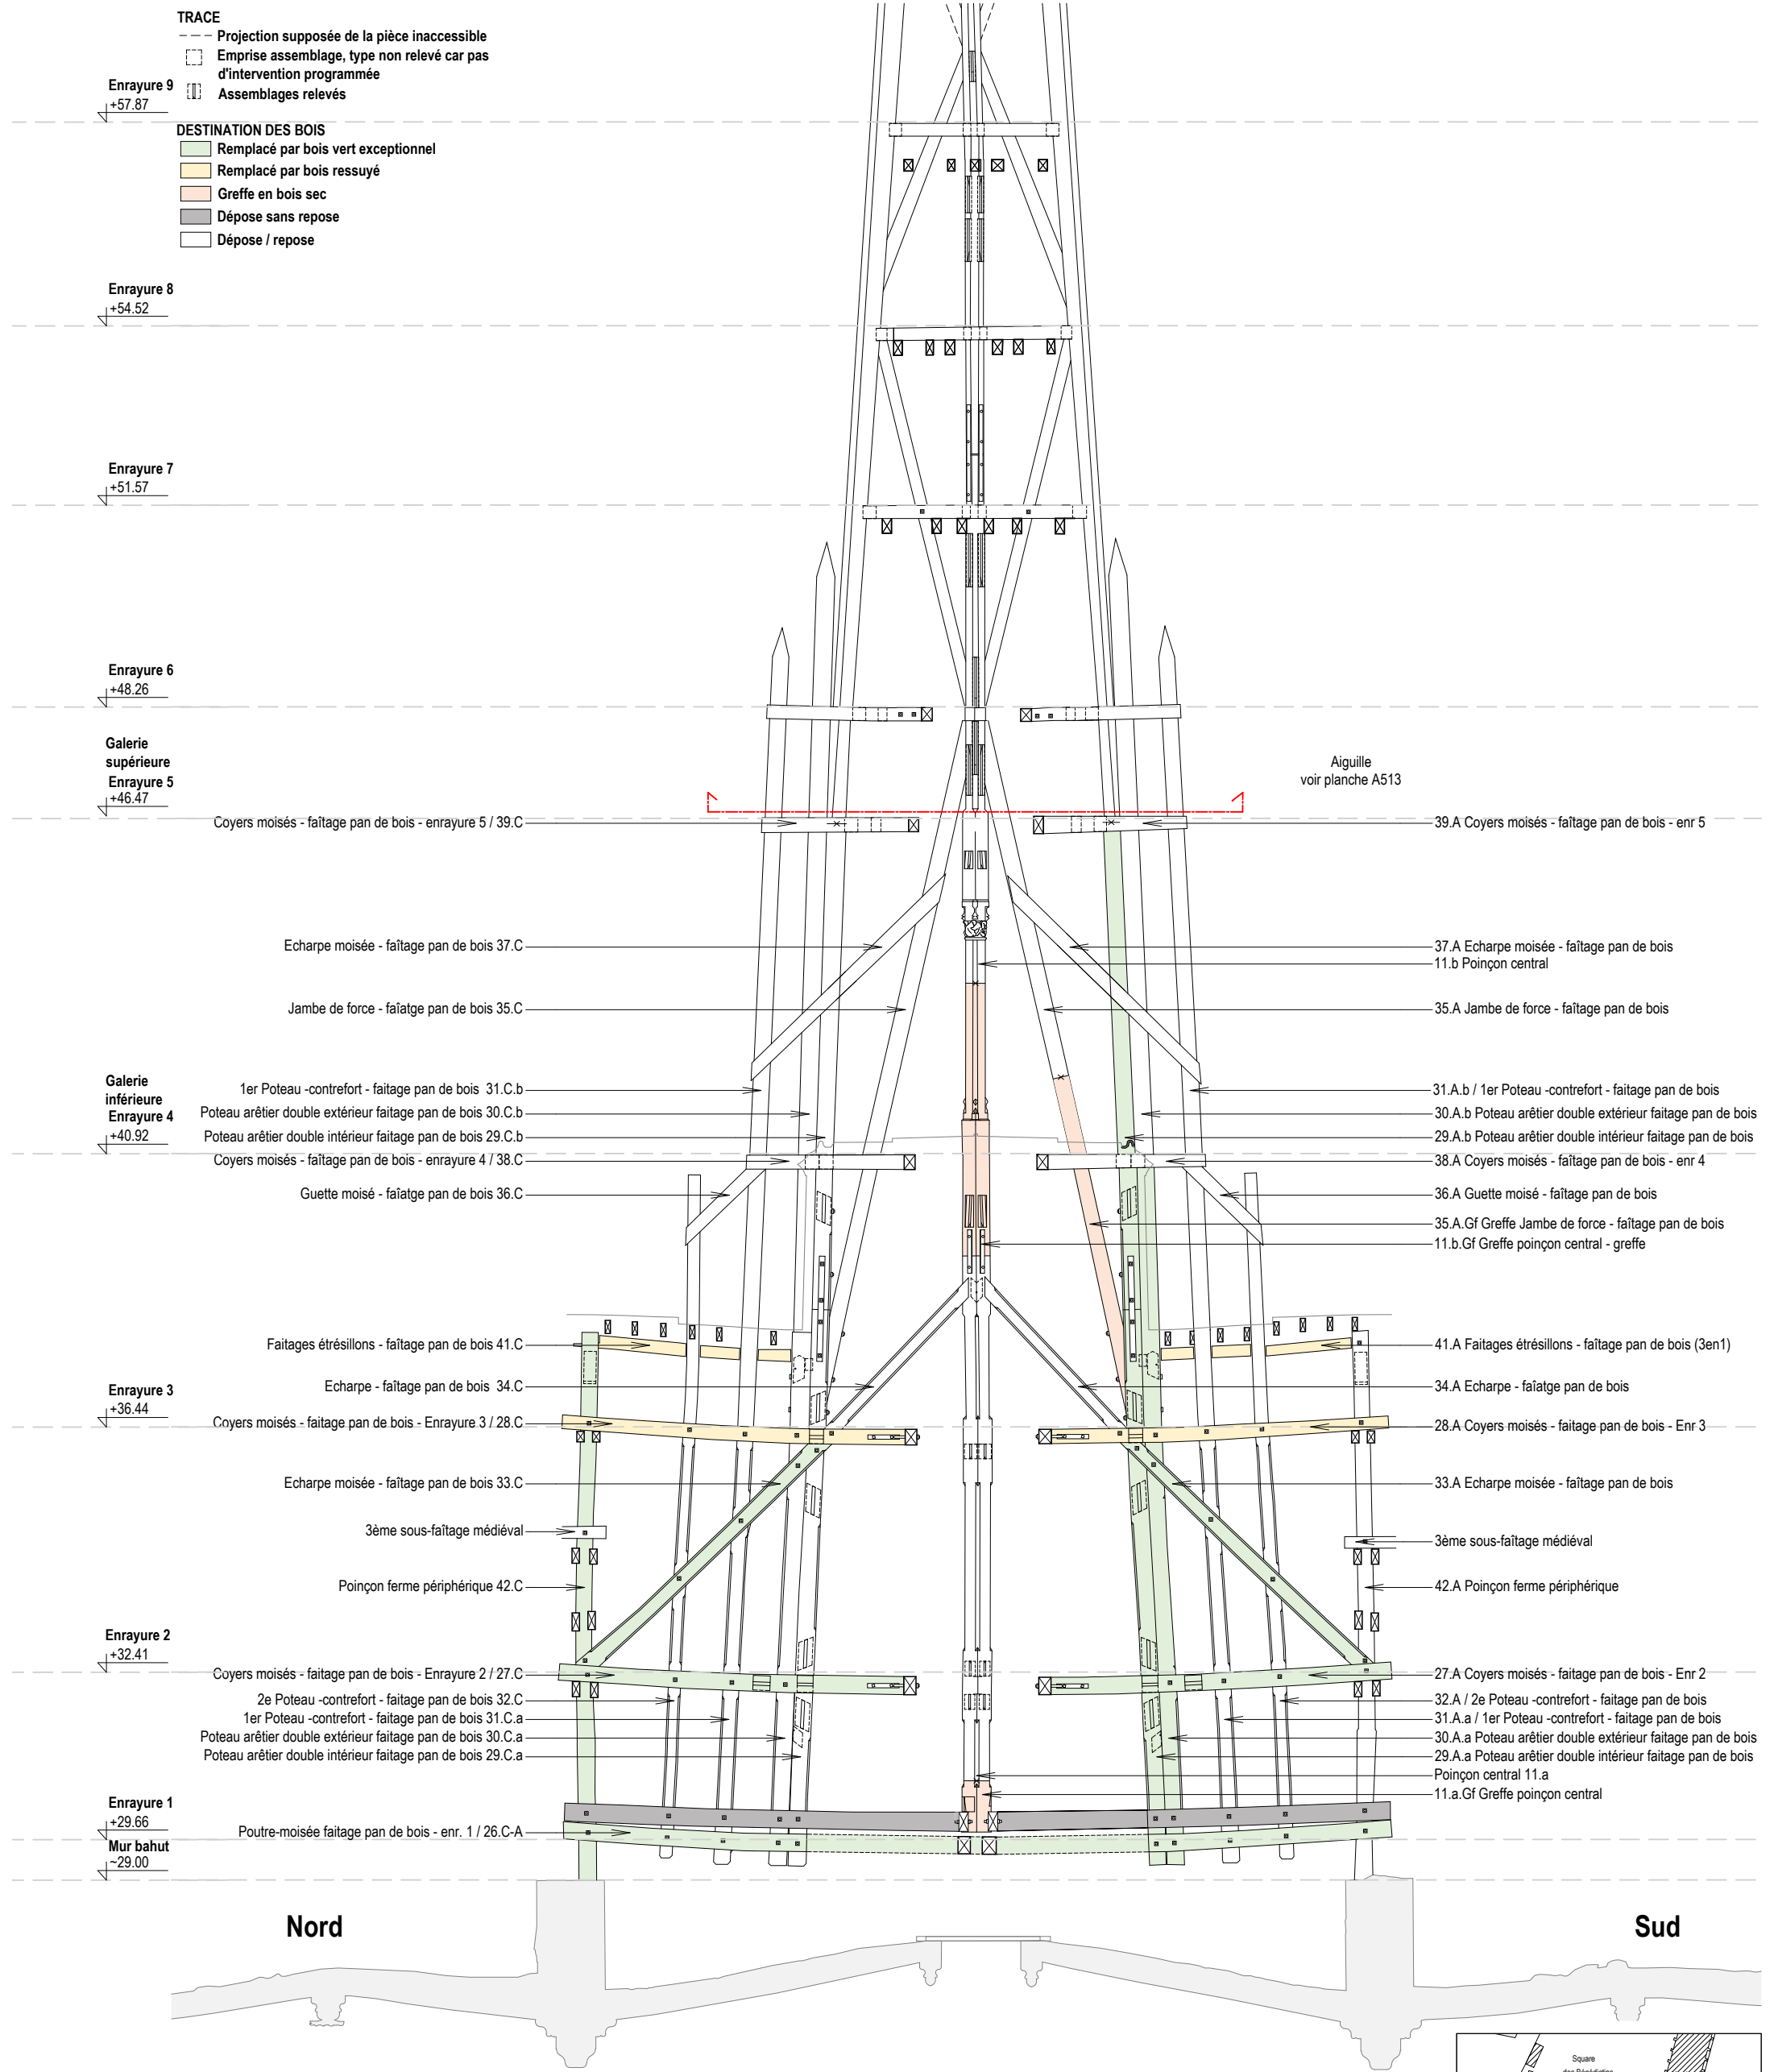 TRACE
Projection supposée de la pièce inaccessible
Emprise assemblage, type non relevé car pas
d'intervention programmée
Assemblages relevés
DESTINATION DES BOIS
Remplacé par bois vert exceptionnel
Remplacé par bois ressuyé
Greffe en bois sec
Dépose sans repose
Dépose / repose
Enrayure 9
+57.87
Enrayure 8
+54.52
Enrayure 7
+51.57
Enrayure 6
+48.26
Galerie
supérieure
Enrayure 5
+46.47
Galerie
inférieure
Enrayure 4
+40.92
Enrayure 3
+36.44
Enrayure 2
+32.41
Enrayure 1
+29.66
Mur bahut
~29.00
Coyers moisés - faîtage pan de bois - enrayure 5 / 39.C
Echarpe moisée - faîtage pan de bois 37.C
Jambe de force - faîatge pan de bois 35.C
1er Poteau -contrefort - faitage pan de bois 31.C.b
Poteau arêtier double extérieur faitage pan de bois 30.C.b
Poteau arêtier double intérieur faitage pan de bois 29.C.b
Coyers moisés - faîtage pan de bois - enrayure 4 / 38.C
Guette moisé - faîatge pan de bois 36.C
Faitages étrésillons - faîtage pan de bois 41.C
Echarpe - faîtage pan de bois 34.C
Coyers moisés - faitage pan de bois - Enrayure 3 / 28.C
Echarpe moisée - faîtage pan de bois 33.C
3ème sous-faîtage médiéval
Poinçon ferme périphérique 42.C
Coyers moisés - faitage pan de bois - Enrayure 2 / 27.C
2e Poteau -contrefort - faitage pan de bois 32.C
1er Poteau -contrefort - faitage pan de bois 31.C.a
Poteau arêtier double extérieur faitage pan de bois 30.C.a
Poteau arêtier double intérieur faitage pan de bois 29.C.a
Poutre-moisée faitage pan de bois - enr. 1 / 26.C-A
Aiguille
voir planche A513
39.A Coyers moisés - faîtage pan de bois - enr 5
37.A Echarpe moisée - faîtage pan de bois
11.b Poinçon central
35.A Jambe de force - faîtage pan de bois
31.A.b / 1er Poteau -contrefort - faitage pan de bois
30.A.b Poteau arêtier double extérieur faitage pan de bois
29.A.b Poteau arêtier double intérieur faitage pan de bois
38.A Coyers moisés - faîtage pan de bois - enr 4
36.A Guette moisé - faîtage pan de bois
35.A.Gf Greffe Jambe de force - faîtage pan de bois
11.b.Gf Greffe poinçon central - greffe
41.A Faitages étrésillons - faîtage pan de bois (3en1)
34.A Echarpe - faîatge pan de bois
28.A Coyers moisés - faitage pan de bois - Enr 3
33.A Echarpe moisée - faîtage pan de bois
3ème sous-faîtage médiéval
42.A Poinçon ferme périphérique
27.A Coyers moisés - faitage pan de bois - Enr 2
32.A / 2e Poteau -contrefort - faitage pan de bois
31.A.a / 1er Poteau -contrefort - faitage pan de bois
30.A.a Poteau arêtier double extérieur faitage pan de bois
29.A.a Poteau arêtier double intérieur faitage pan de bois
Poinçon central 11.a
11.a.Gf Greffe poinçon central
Nord
Sud
Square